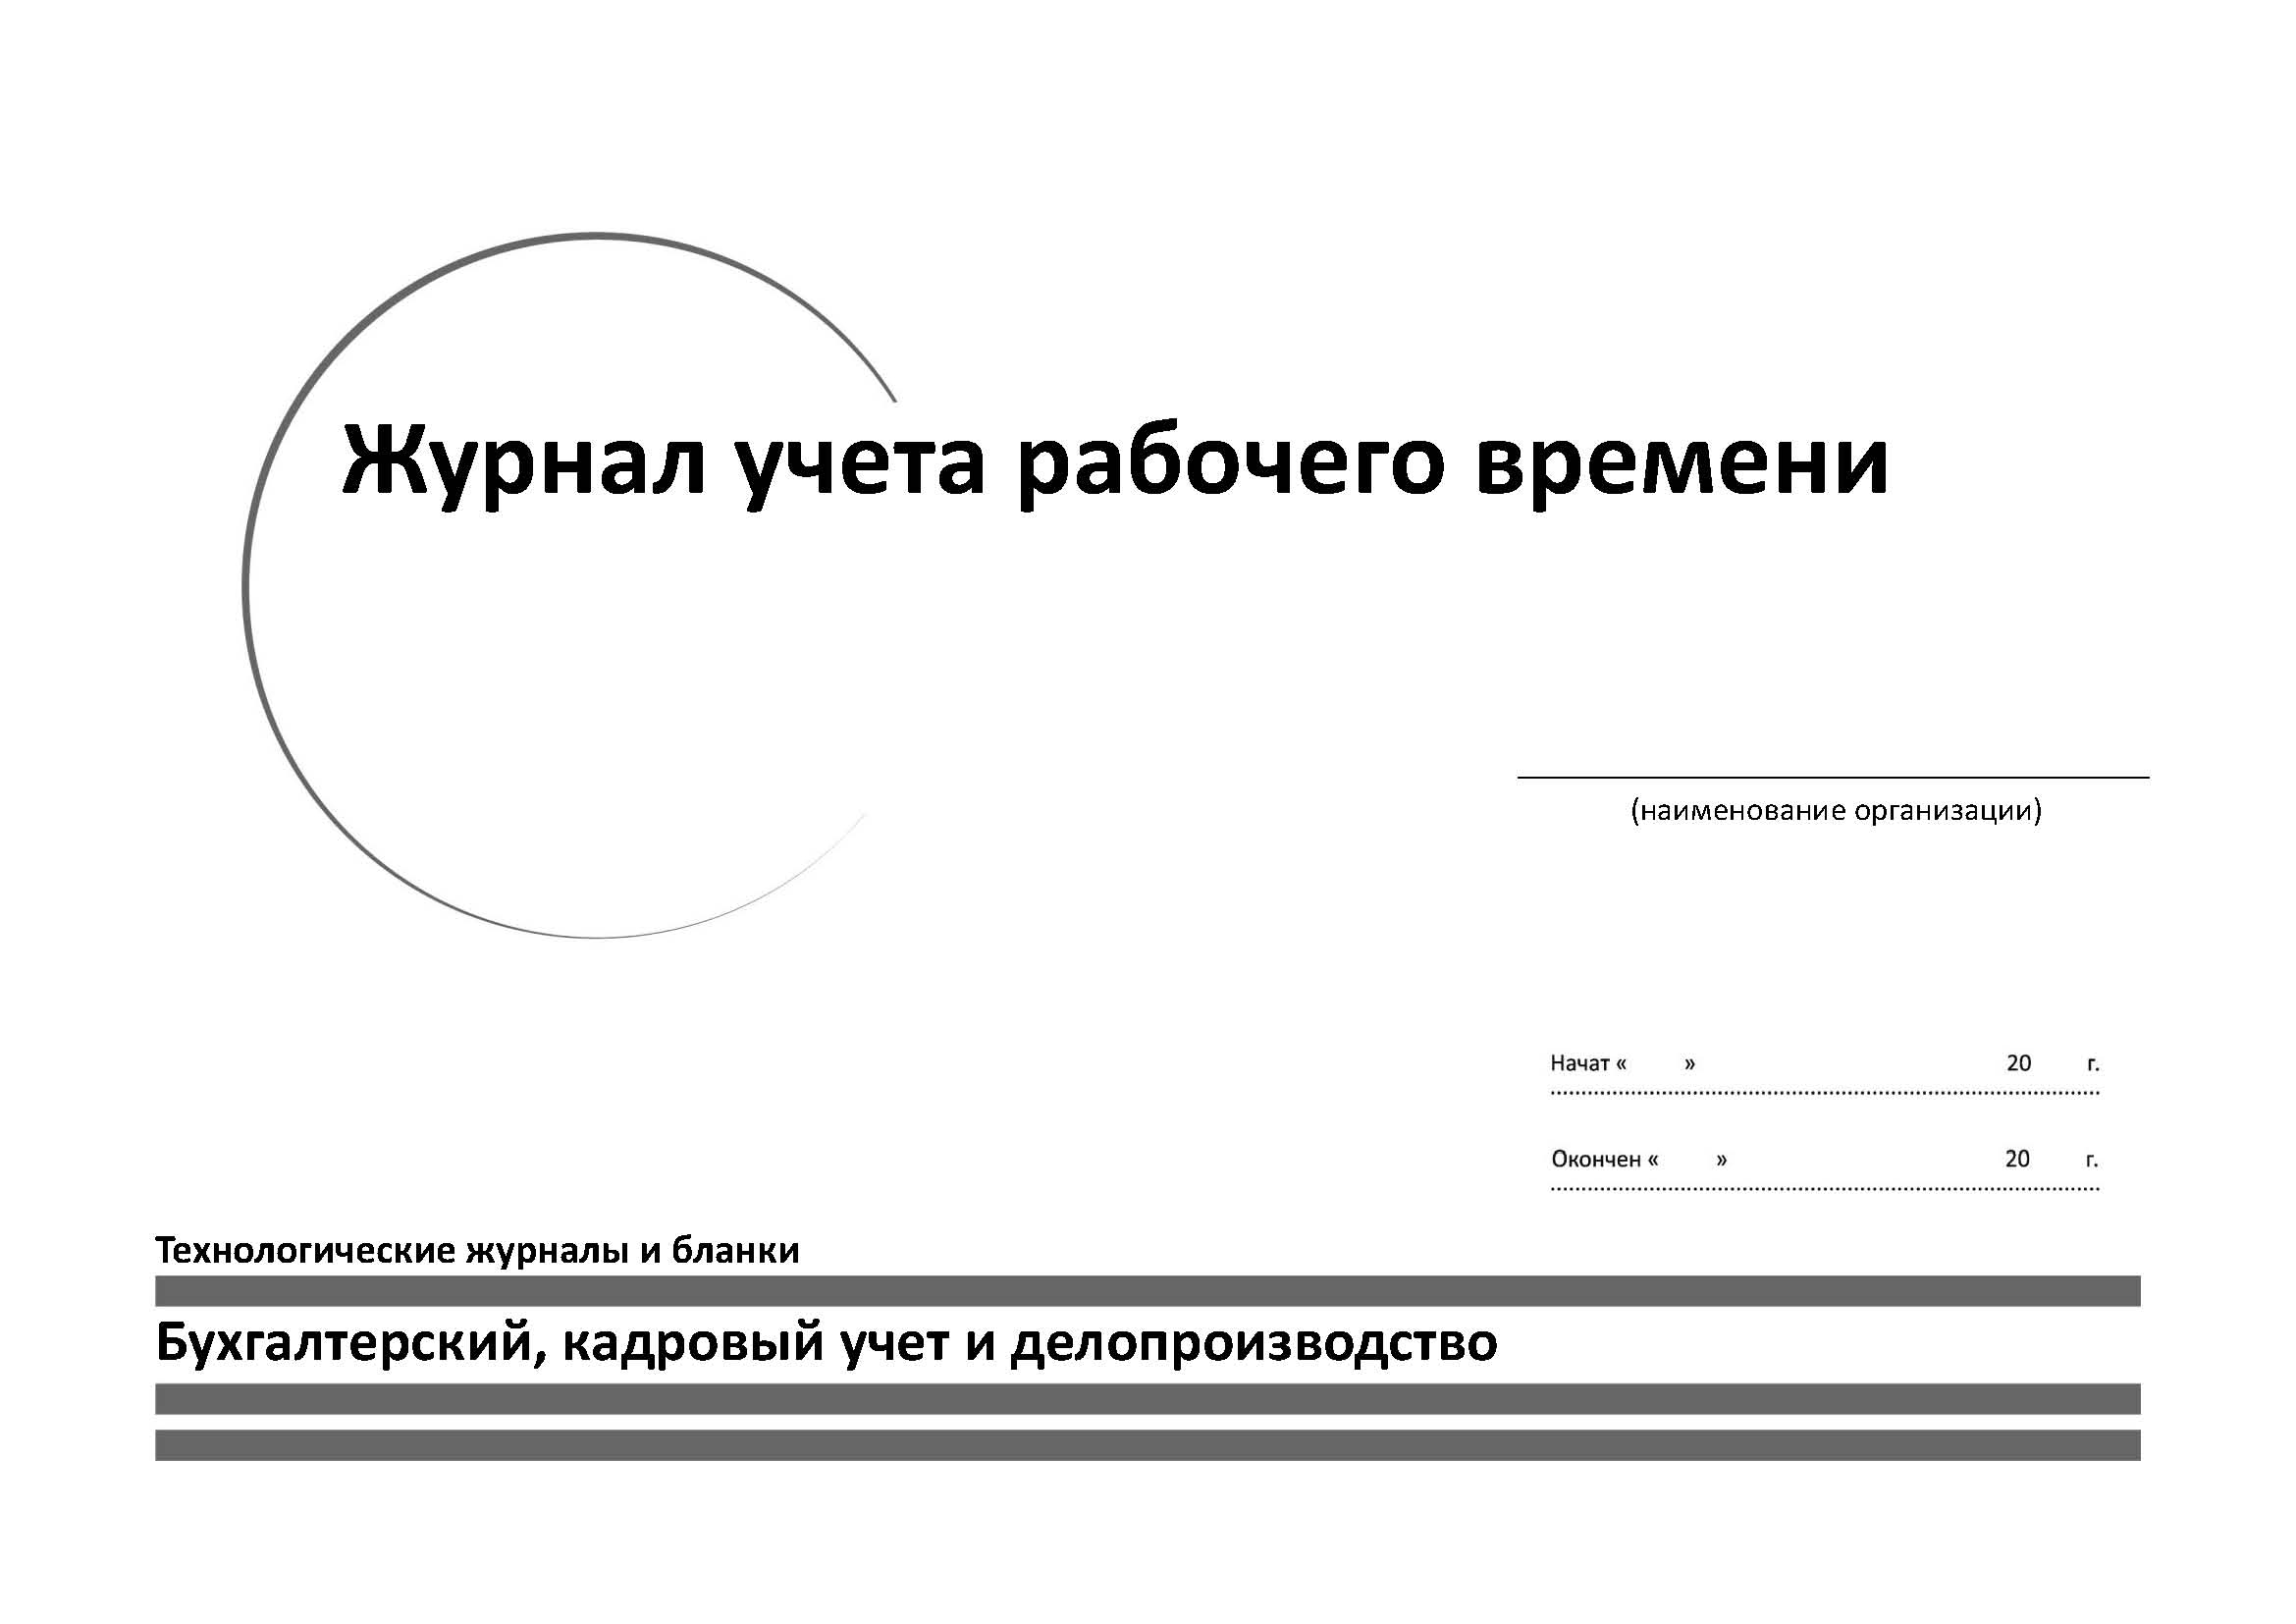 Журнал учета рабочего времени
(наименование организации)
Начат « » 20 г.
Окончен « » 20 г.
Технологические журналы и бланки
Бухгалтерский, кадровый учет и делопроизводство